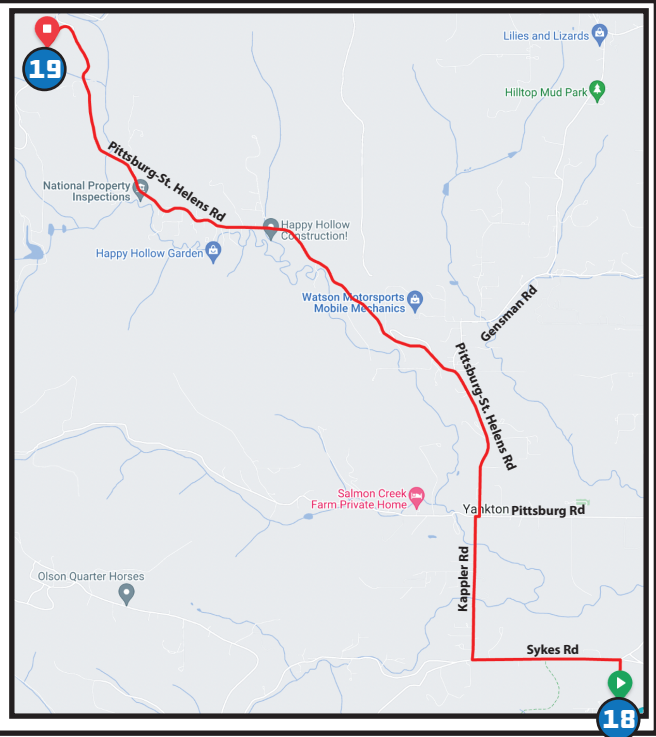 Lilies and Lizards
19
Hilltop Mud Park
Pittsburg-St. Helens Rd
National Property
Inspections
Happy Hollow
Construction!
Happy Hollow Garden
Watson Motorsports
Mobile Mechanics
Gensman Rd
Pittsburg-St. Helens Rd
Salmon Creek
Farm Private Home
Yankton
Pittsburg Rd
Kappler Rd
Olson Quarter Horses
Sykes Rd
18